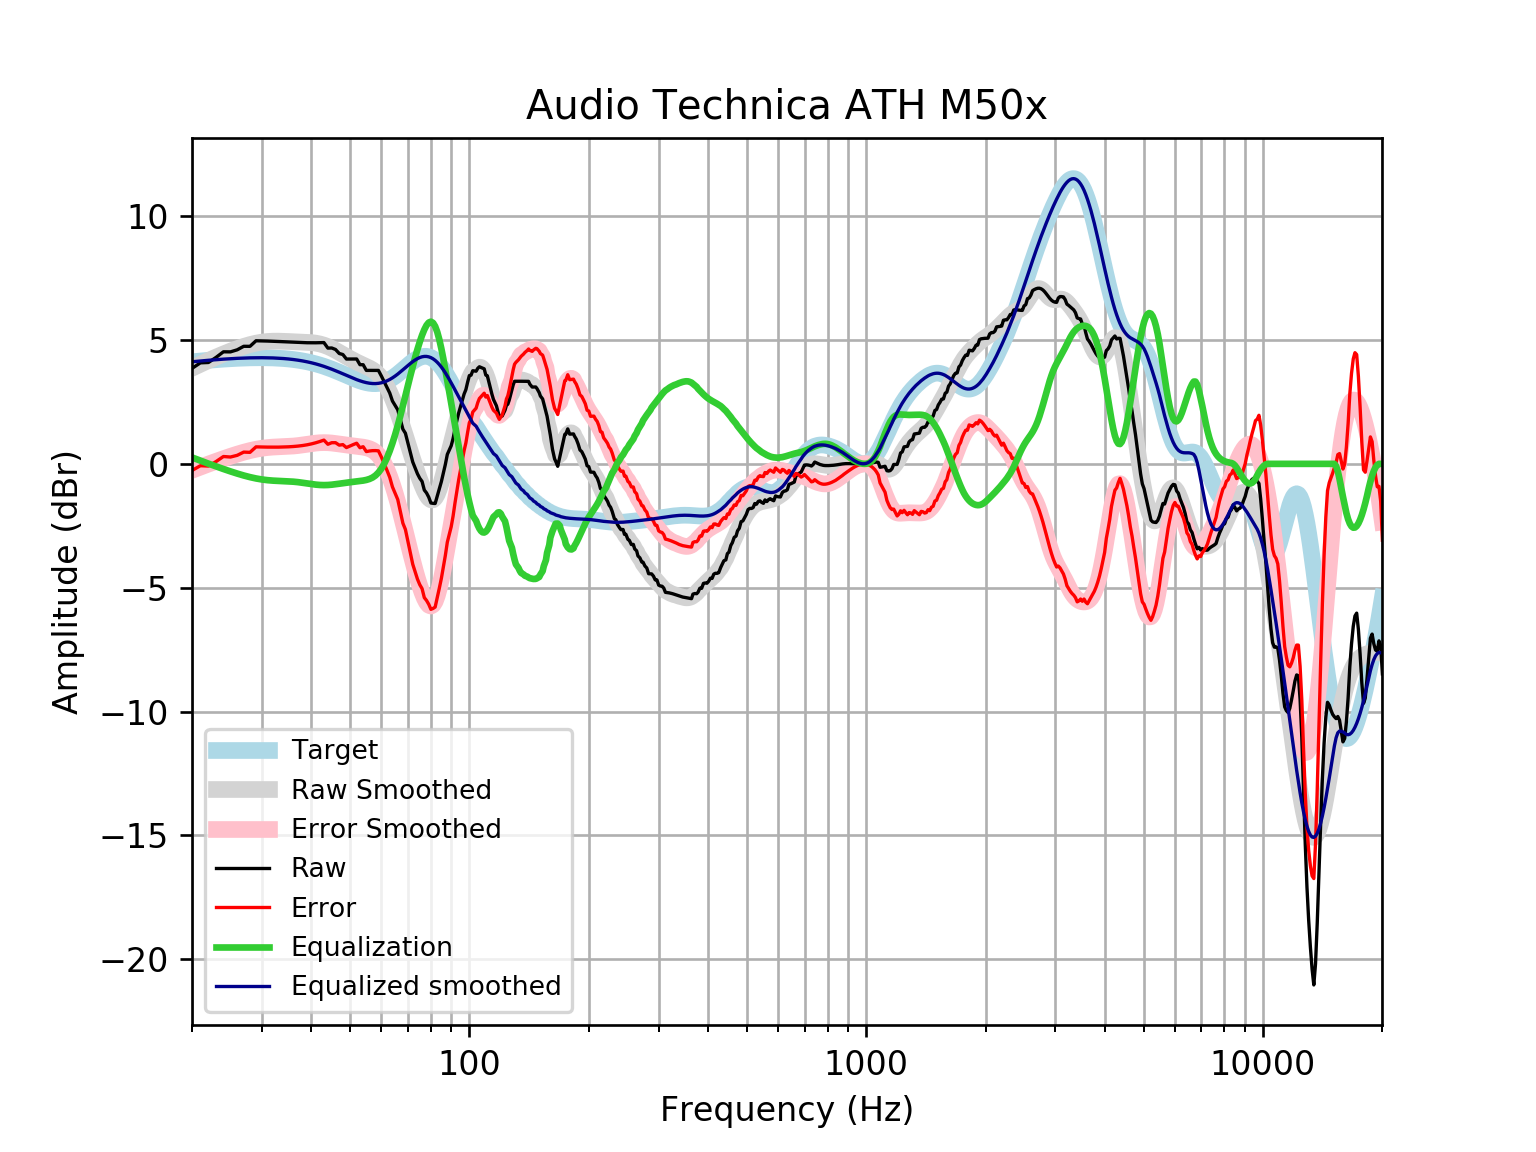 Audio Technica ATH M50x
Amplitude (dBr)
10
5
0
−5
−10
−15
−20
Target
Raw Smoothed
Error Smoothed
Raw
Error
Equalization
Equalized smoothed
100 1000 10000
Frequency (Hz)